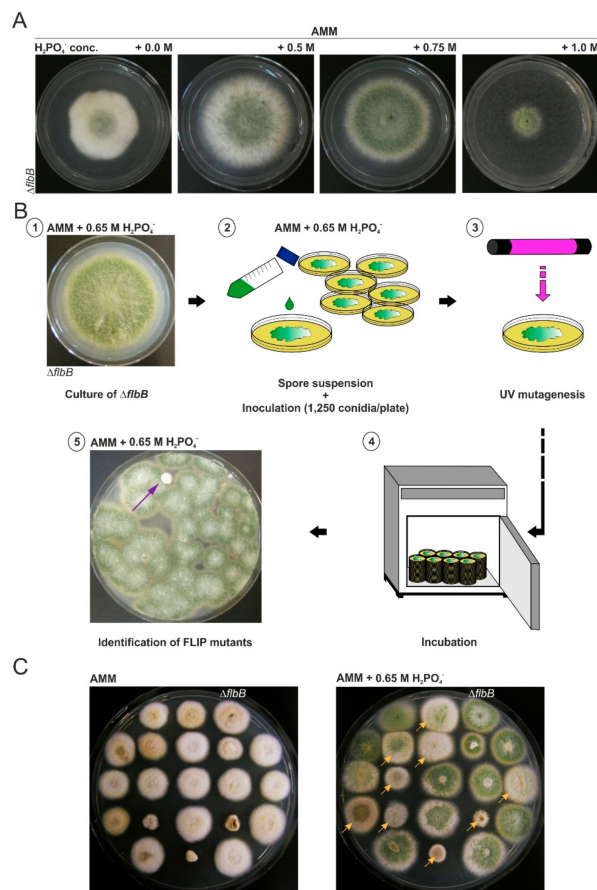 A
AMM
H₂PO₄⁻ conc. + 0.0 M + 0.5 M + 0.75 M + 1.0 M
ΔflbB
B
1 AMM + 0.65 M H₂PO₄⁻
2 AMM + 0.65 M H₂PO₄⁻
3
ΔflbB
Culture of ΔflbB
Spore suspension
+
Inoculation (1,250 conidia/plate)
UV mutagenesis
5 AMM + 0.65 M H₂PO₄⁻
4
Identification of FLIP mutants
Incubation
C
AMM
ΔflbB
AMM + 0.65 M H₂PO₄⁻
ΔflbB